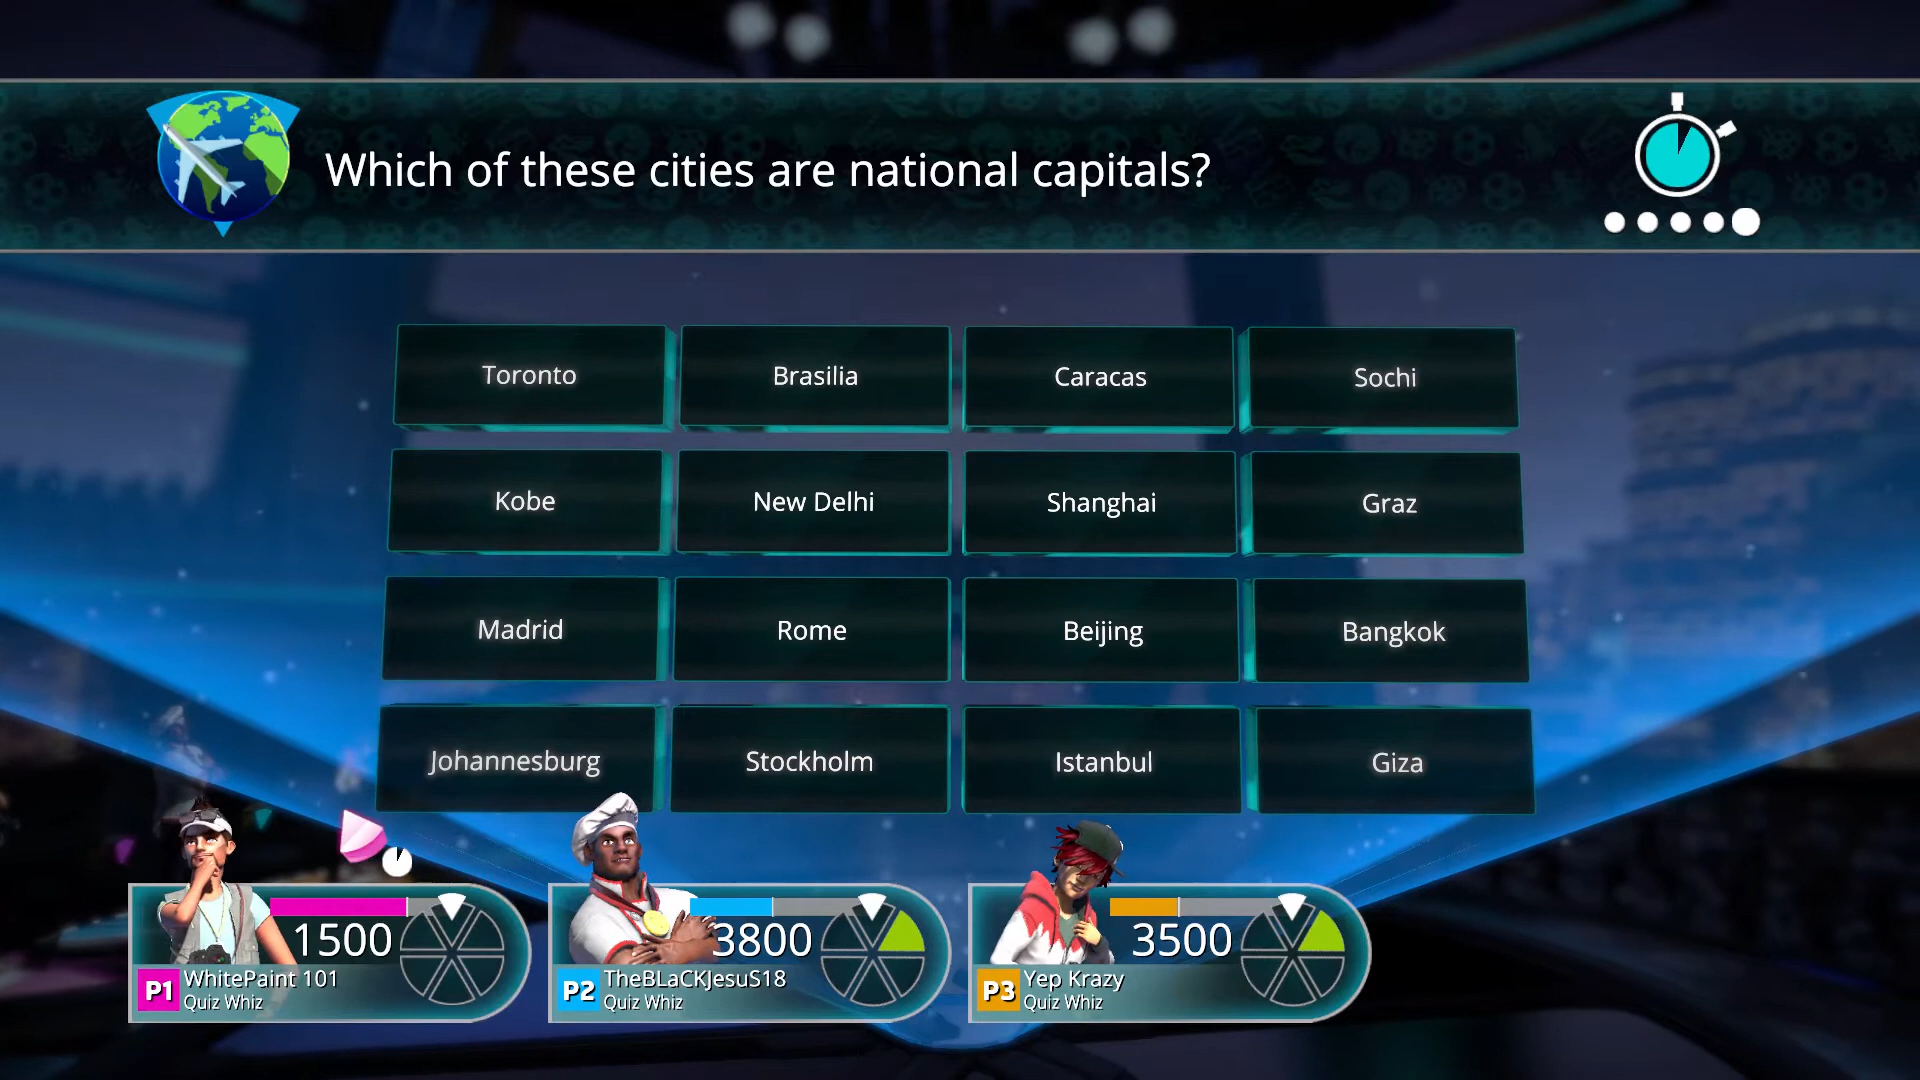 Which of these cities are national capitals?
Toronto
Brasilia
Caracas
Sochi
Kobe
New Delhi
Shanghai
Graz
Madrid
Rome
Beijing
Bangkok
Johannesburg
Stockholm
Istanbul
Giza
1500
P1 WhitePaint 101
Quiz Whiz
3800
P2 TheBLaCKJesuS18
Quiz Whiz
3500
P3 Yep Krazy
Quiz Whiz